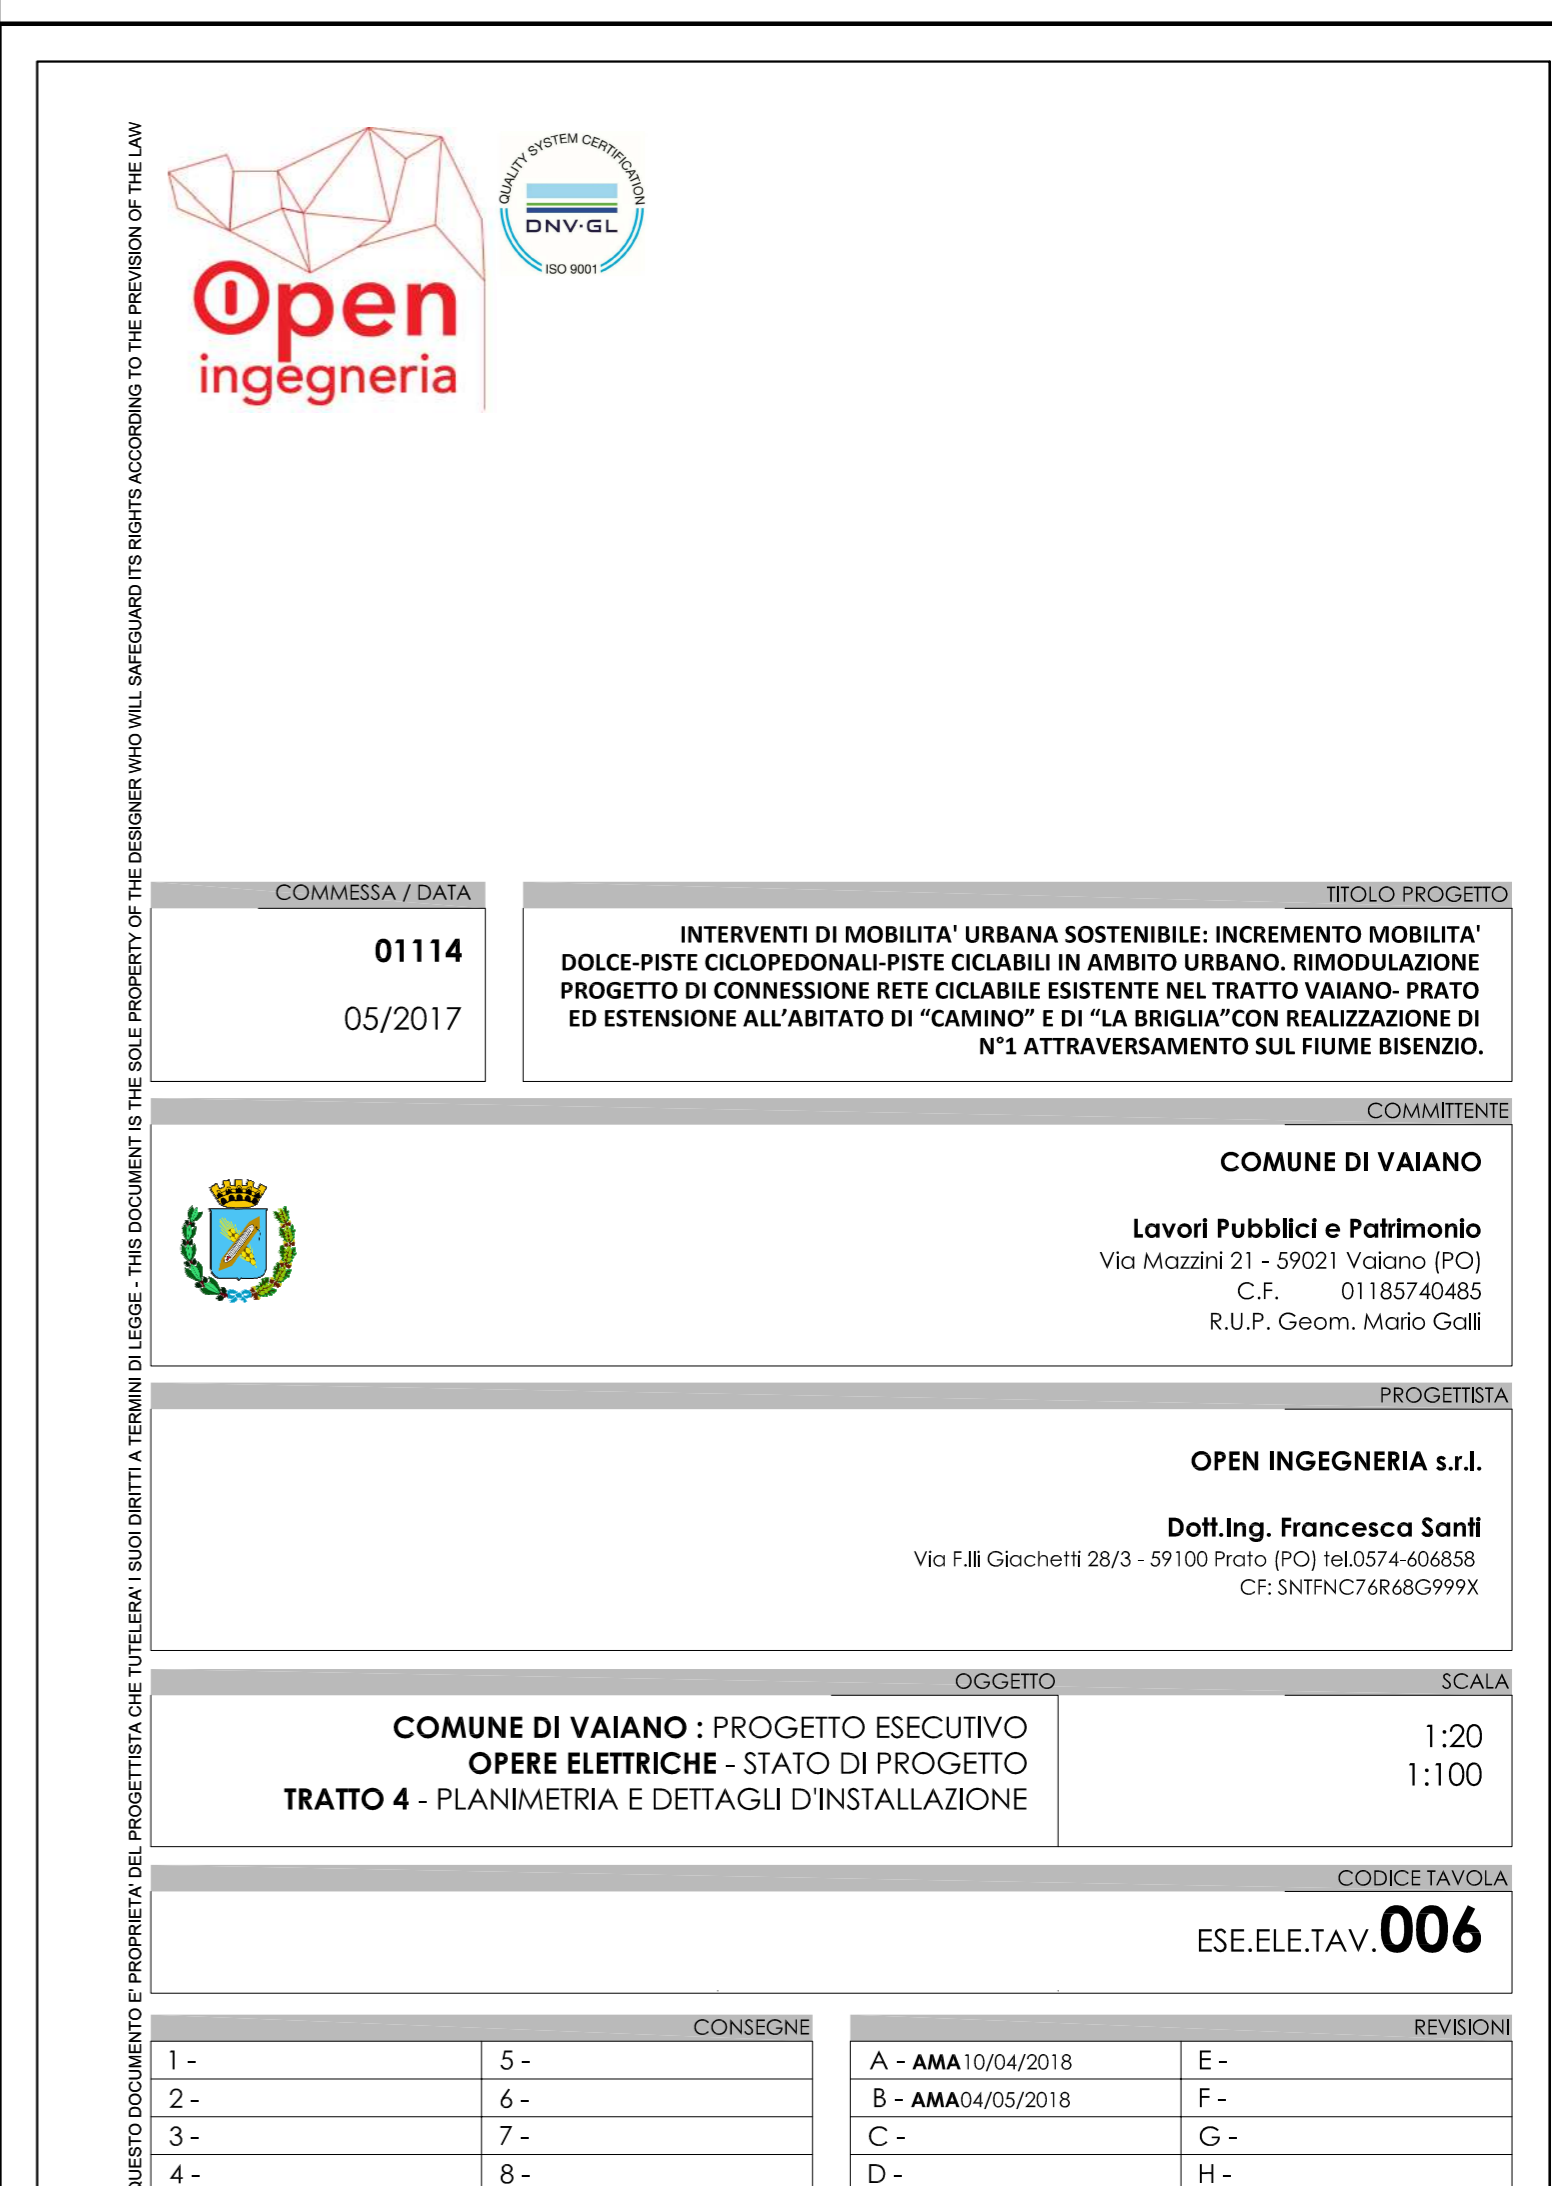 QUESTO DOCUMENTO E' PROPRIETA' DEL PROGETTISTA CHE TUTELERA' I SUOI DIRITTI A TERMINI DI LEGGE - THIS DOCUMENT IS THE SOLE PROPERTY OF THE DESIGNER WHO WILL SAFEGUARD ITS RIGHTS ACCORDING TO THE PREVISION OF THE LAW
Open
ingegneria
QUALITY SYSTEM CERTIFICATION
DNV·GL
ISO 9001
COMMESSA / DATA
01114
05/2017
TITOLO PROGETTO
INTERVENTI DI MOBILITA' URBANA SOSTENIBILE: INCREMENTO MOBILITA'
DOLCE-PISTE CICLOPEDONALI-PISTE CICLABILI IN AMBITO URBANO. RIMODULAZIONE
PROGETTO DI CONNESSIONE RETE CICLABILE ESISTENTE NEL TRATTO VAIANO- PRATO
ED ESTENSIONE ALL’ABITATO DI “CAMINO” E DI “LA BRIGLIA”CON REALIZZAZIONE DI
N°1 ATTRAVERSAMENTO SUL FIUME BISENZIO.
COMMITTENTE
COMUNE DI VAIANO
Lavori Pubblici e Patrimonio
Via Mazzini 21 - 59021 Vaiano (PO)
C.F. 01185740485
R.U.P. Geom. Mario Galli
PROGETTISTA
OPEN INGEGNERIA s.r.l.
Dott.Ing. Francesca Santi
Via F.lli Giachetti 28/3 - 59100 Prato (PO) tel.0574-606858
CF: SNTFNC76R68G999X
OGGETTO
COMUNE DI VAIANO : PROGETTO ESECUTIVO
OPERE ELETTRICHE - STATO DI PROGETTO
TRATTO 4 - PLANIMETRIA E DETTAGLI D'INSTALLAZIONE
SCALA
1:20
1:100
CODICE TAVOLA
ESE.ELE.TAV.006
CONSEGNE
1 -
5 -
2 -
6 -
3 -
7 -
4 -
8 -
REVISIONI
A - AMA 10/04/2018
E -
B - AMA04/05/2018
F -
C -
G -
D -
H -